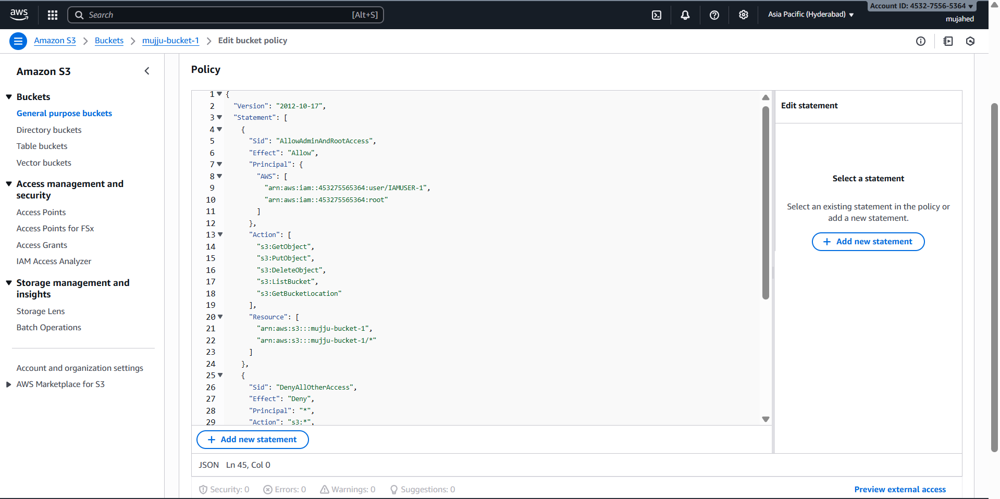 aws
Search
[Alt+S]
Asia Pacific (Hyderabad)
Account ID: 4532-7556-5364
mujahed
Amazon S3
Buckets
mujju-bucket-1
Edit bucket policy
Amazon S3
Buckets
General purpose buckets
Directory buckets
Table buckets
Vector buckets
Access management and
security
Access Points
Access Points for FSx
Access Grants
IAM Access Analyzer
Storage management and
insights
Storage Lens
Batch Operations
Account and organization settings
AWS Marketplace for S3
Policy
1 {
2 "Version": "2012-10-17",
3 "Statement": [
4 {
5 "Sid": "AllowAdminAndRootAccess",
6 "Effect": "Allow",
7 "Principal": {
8 "AWS": [
9 "arn:aws:iam::453275565364:user/IAMUSER-1",
10 "arn:aws:iam::453275565364:root"
11 ]
12 },
13 "Action": [
14 "s3:GetObject",
15 "s3:PutObject",
16 "s3:DeleteObject",
17 "s3:ListBucket",
18 "s3:GetBucketLocation"
19 ],
20 "Resource": [
21 "arn:aws:s3:::mujju-bucket-1",
22 "arn:aws:s3:::mujju-bucket-1/*"
23 ]
24 },
25 {
26 "Sid": "DenyAllOtherAccess",
27 "Effect": "Deny",
28 "Principal": "*",
29 "Action": "s3:*",
+ Add new statement
JSON Ln 45, Col 0
Security: 0
Errors: 0
Warnings: 0
Suggestions: 0
Preview external access
Edit statement
Select a statement
Select an existing statement in the policy or
add a new statement.
+ Add new statement